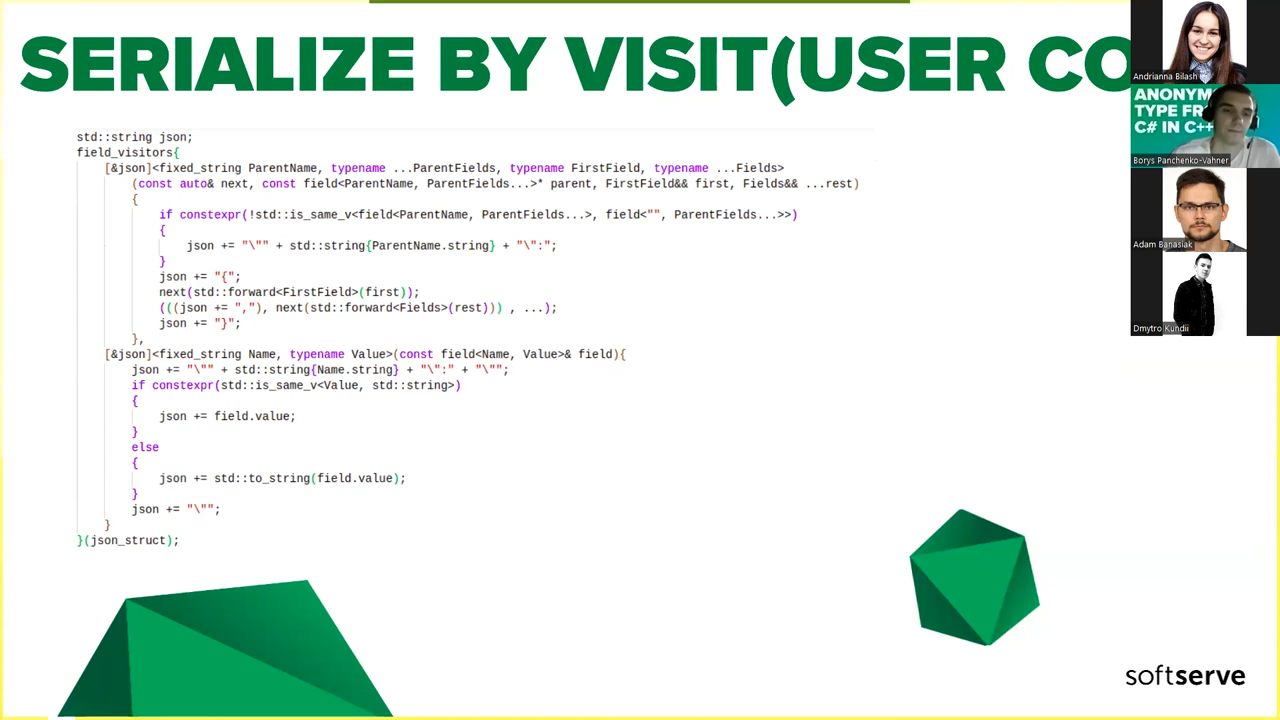 SERIALIZE BY VISIT(USER CO
std::string json;
field_visitors{
[&json]<fixed_string ParentName, typename ...ParentFields, typename FirstField, typename ...Fields>
(const auto& next, const field<ParentName, ParentFields...>* parent, FirstField&& first, Fields&& ...rest)
{
if constexpr(!std::is_same_v<field<ParentName, ParentFields...>, field<"", ParentFields...>>)
{
json += "\"" + std::string{ParentName.string} + "\":";
}
json += "{";
next(std::forward<FirstField>(first));
(((json += ","), next(std::forward<Fields>(rest))) , ...);
json += "}";
},
[&json]<fixed_string Name, typename Value>(const field<Name, Value>& field){
json += "\"" + std::string{Name.string} + "\":" + "\"";
if constexpr(std::is_same_v<Value, std::string>)
{
json += field.value;
}
else
{
json += std::to_string(field.value);
}
json += "\"";
}
}(json_struct);
Andrianna Bilash
ANONYM
TYPE FR
C# IN C++
Borys Panchenko-Vahner
Adam Banasiak
Dmytro Kundii
softserve